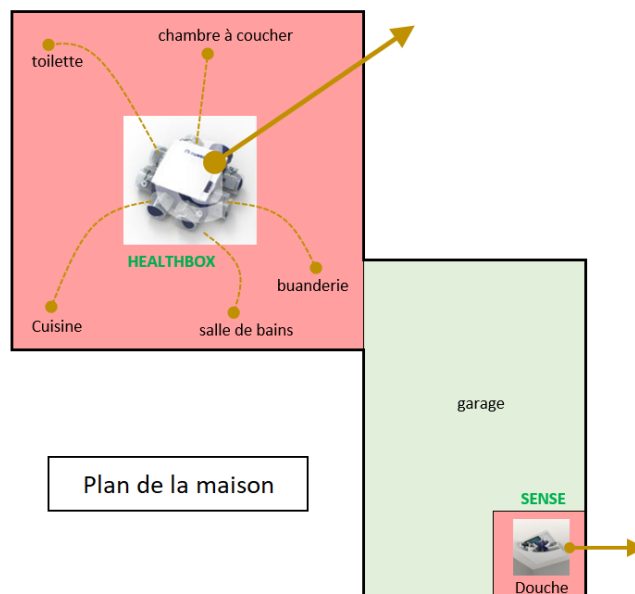 chambre à coucher
toilette
HEALTHBOX
buanderie
Cuisine
salle de bains
garage
Plan de la maison
SENSE
Douche